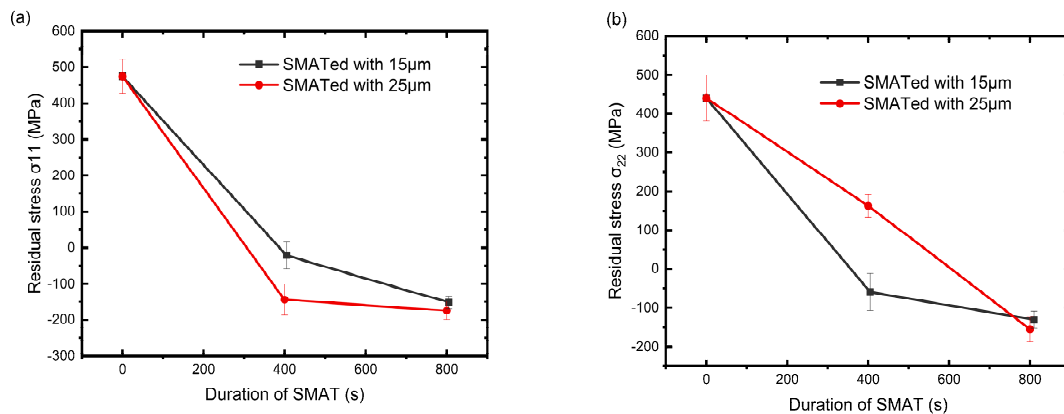 (a)
600
500
400
300
200
100
0
-100
-200
-300
Residual stress σ11 (MPa)
SMATed with 15µm
SMATed with 25µm
0 200 400 600 800
Duration of SMAT (s)
(b)
600
500
400
300
200
100
0
-100
-200
Residual stress σ22 (MPa)
SMATed with 15µm
SMATed with 25µm
0 200 400 600 800
Duration of SMAT (s)